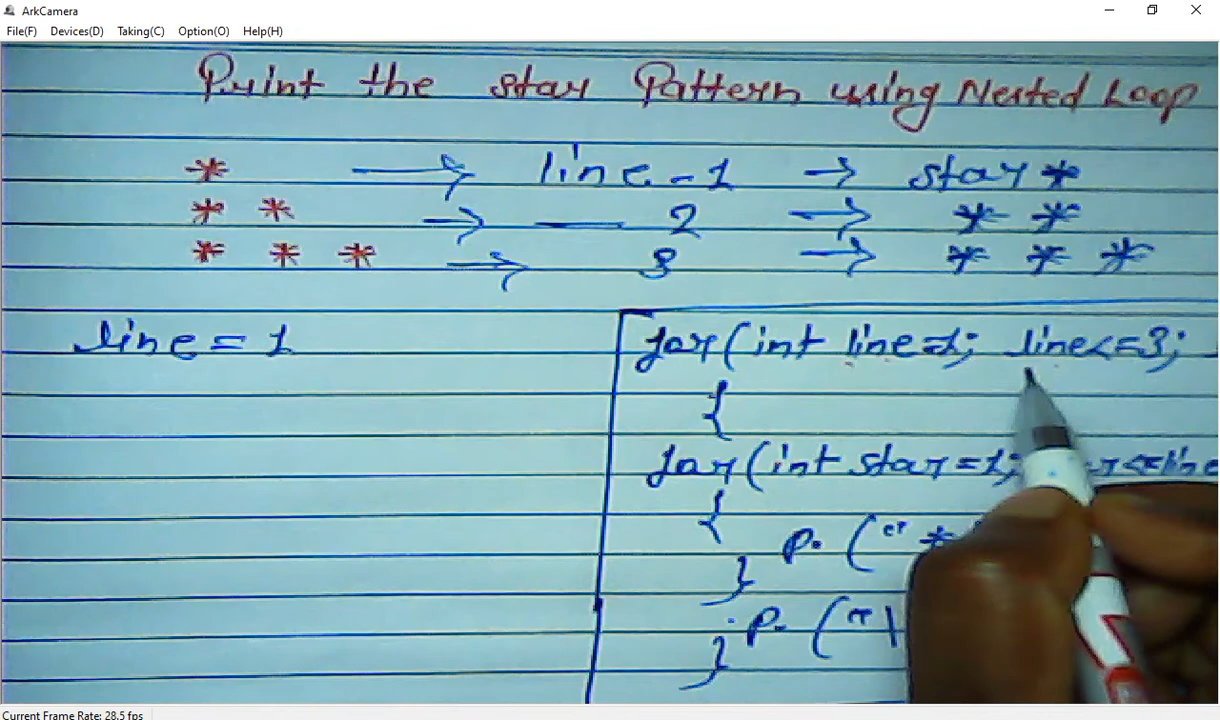 ArkCamera
File(F) Devices(D) Taking(C) Option(O) Help(H)
Print the star Pattern using Nested Loop
* → line-1 → star *
* * → — 2 → * *
* * * → 3 → * * *
line = 1
for(int line=1; line<=3;
{
for(int star=1; <=line
{
P. (" *
}
P. ("\
}
Current Frame Rate: 28.5 fps